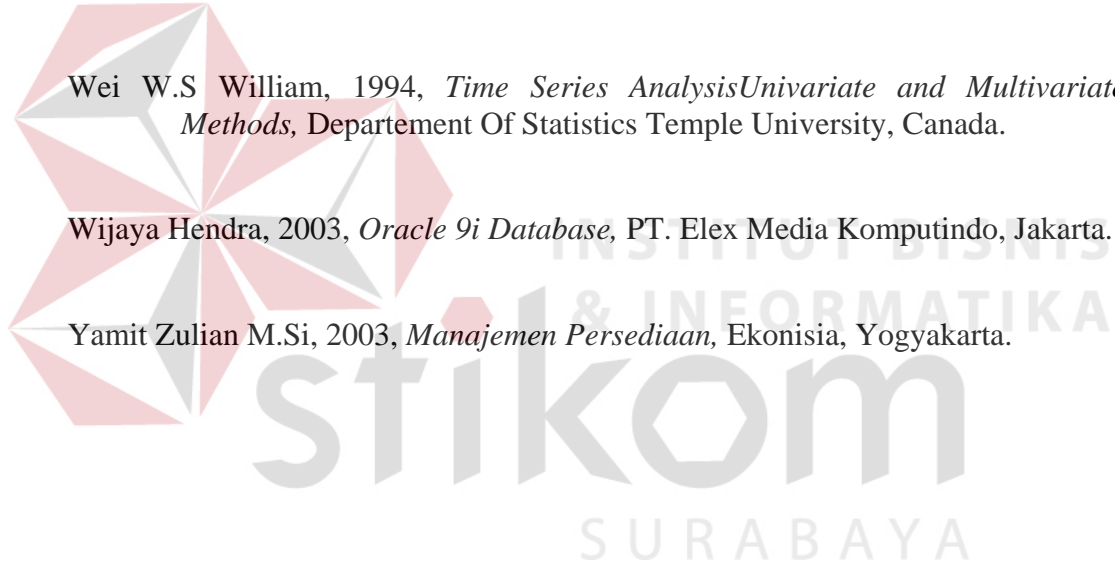 Wei W.S William, 1994, Time Series AnalysisUnivariate and Multivariate
Methods, Departement Of Statistics Temple University, Canada.
Wijaya Hendra, 2003, Oracle 9i Database, PT. Elex Media Komputindo, Jakarta.
INSTITUT BISNIS
& INFORMATIKA
Yamit Zulian M.Si, 2003, Manajemen Persediaan, Ekonisia, Yogyakarta.
stikom
SURABAYA